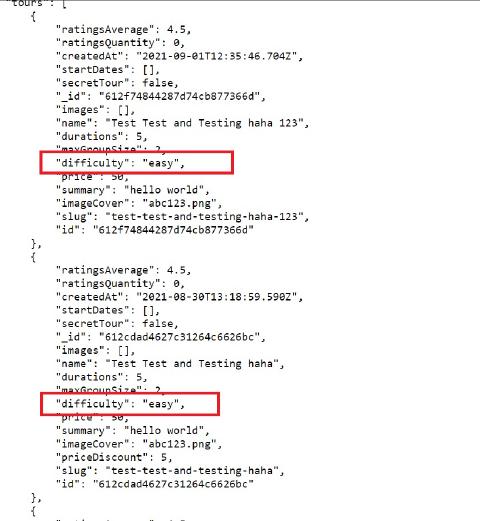 "tours": [
{
"ratingsAverage": 4.5,
"ratingsQuantity": 0,
"createdAt": "2021-09-01T12:35:46.704Z",
"startDates": [],
"secretTour": false,
"_id": "612f74844287d74cb877366d",
"images": [],
"name": "Test Test and Testing haha 123",
"durations": 5,
"maxGroupSize": 2,
"difficulty": "easy",
"price": 50,
"summary": "hello world",
"imageCover": "abc123.png",
"slug": "test-test-and-testing-haha-123",
"id": "612f74844287d74cb877366d"
},
{
"ratingsAverage": 4.5,
"ratingsQuantity": 0,
"createdAt": "2021-08-30T13:18:59.590Z",
"startDates": [],
"secretTour": false,
"_id": "612cdad4627c31264c6626bc",
"images": [],
"name": "Test Test and Testing haha",
"durations": 5,
"maxGroupSize": 2,
"difficulty": "easy",
"price": 50,
"summary": "hello world",
"imageCover": "abc123.png",
"priceDiscount": 5,
"slug": "test-test-and-testing-haha",
"id": "612cdad4627c31264c6626bc"
},
{